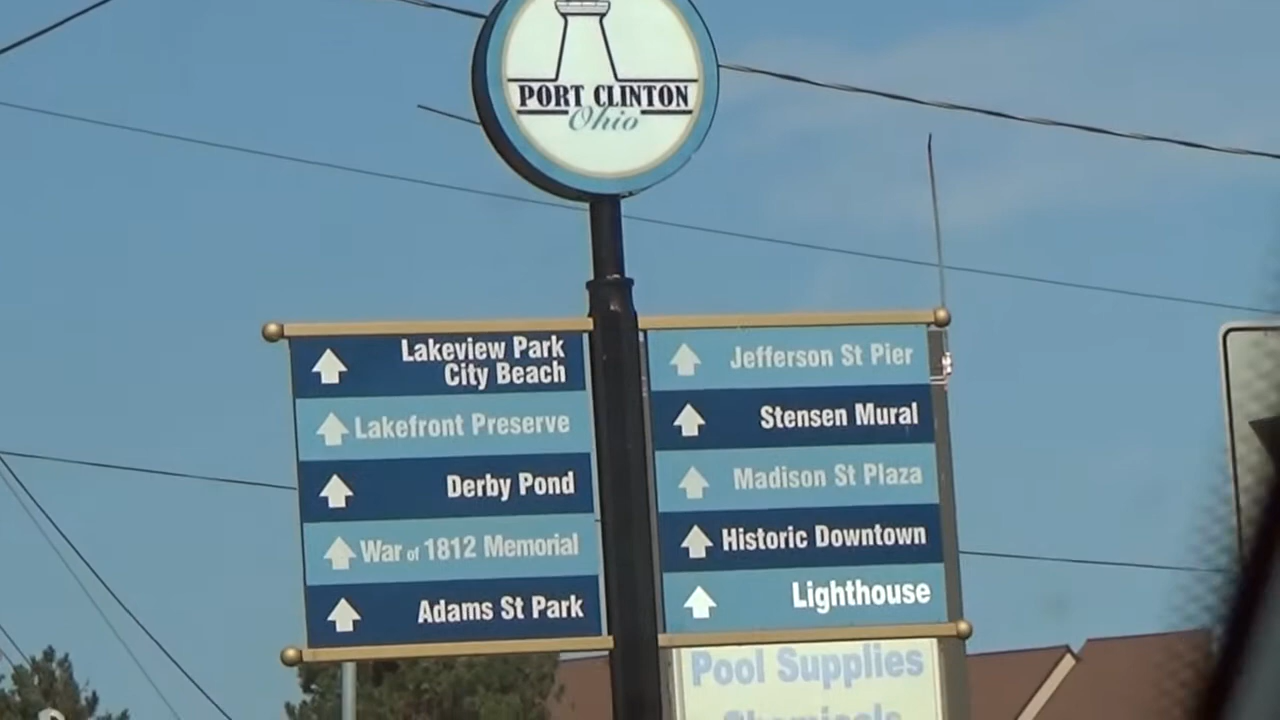 PORT CLINTON
Ohio
Lakeview Park
City Beach
Lakefront Preserve
Derby Pond
War of 1812 Memorial
Adams St Park
Jefferson St Pier
Stensen Mural
Madison St Plaza
Historic Downtown
Lighthouse
Pool Supplies
Chemicals